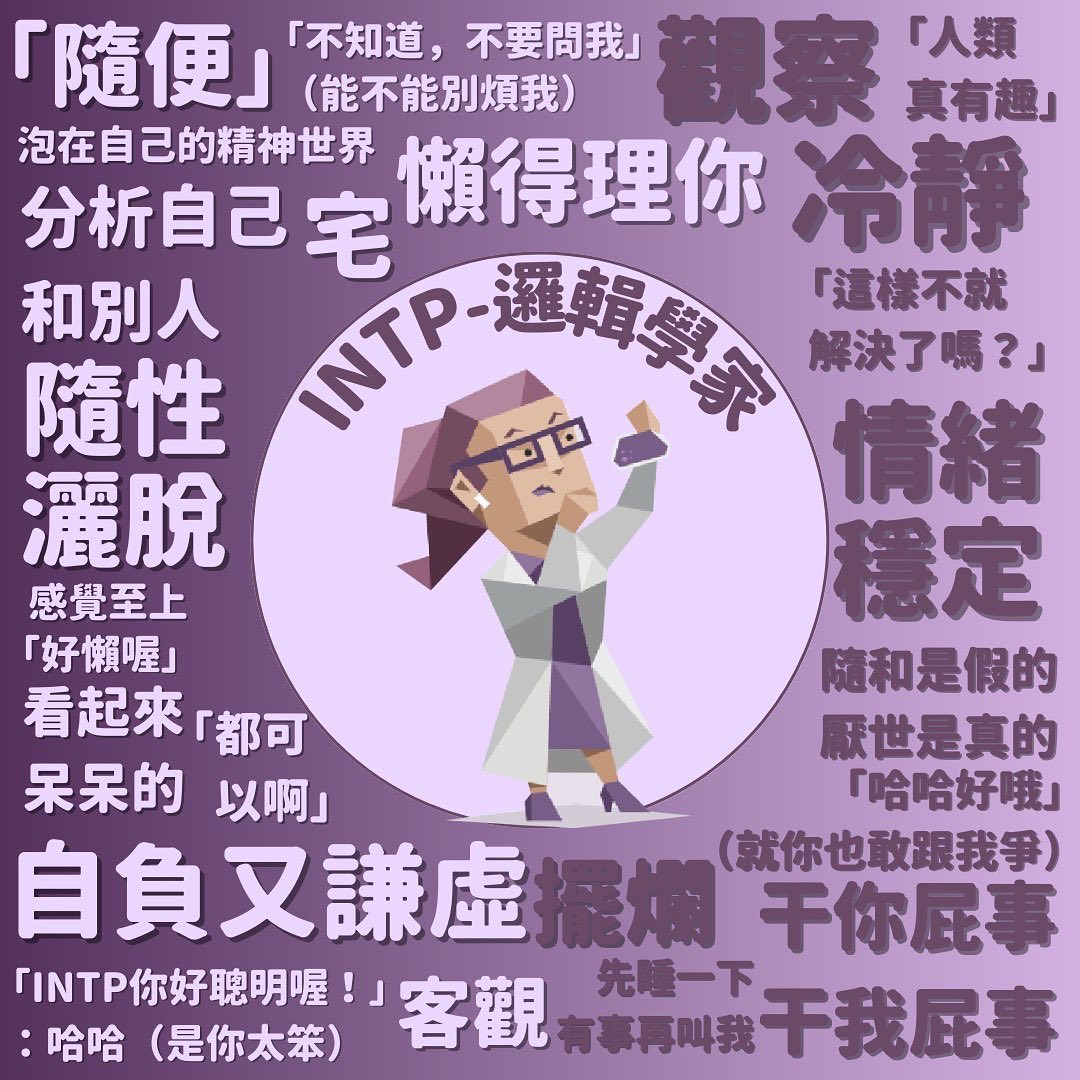 「隨便」
「不知道，不要問我」
（能不能別煩我）
觀察
「人類
真有趣」
泡在自己的精神世界
懶得理你
冷靜
分析自己
和別人
宅
「這樣不就
解決了嗎？」
INTP-邏輯學家
隨性
灑脫
情緒
穩定
感覺至上
「好懶喔」
看起來
呆呆的
「都可
以啊」
隨和是假的
厭世是真的
「哈哈好哦」
（就你也敢跟我爭）
自負又謙虛
擺爛
干你屁事
「INTP你好聰明喔！」
：哈哈（是你太笨）
客觀
先睡一下
有事再叫我
干我屁事